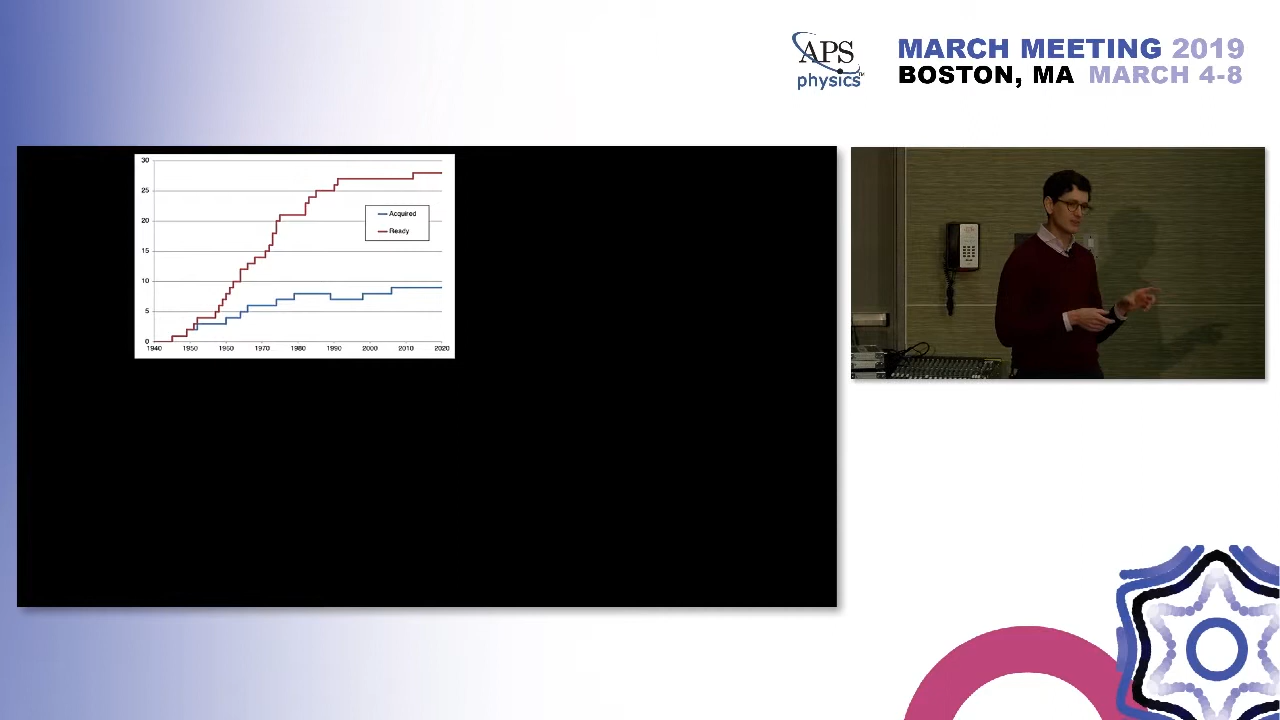 APS
physics™
MARCH MEETING 2019
BOSTON, MA MARCH 4-8
30
25
20
15
10
5
0
Acquired
Ready
1940 1950 1960 1970 1980 1990 2000 2010 2020